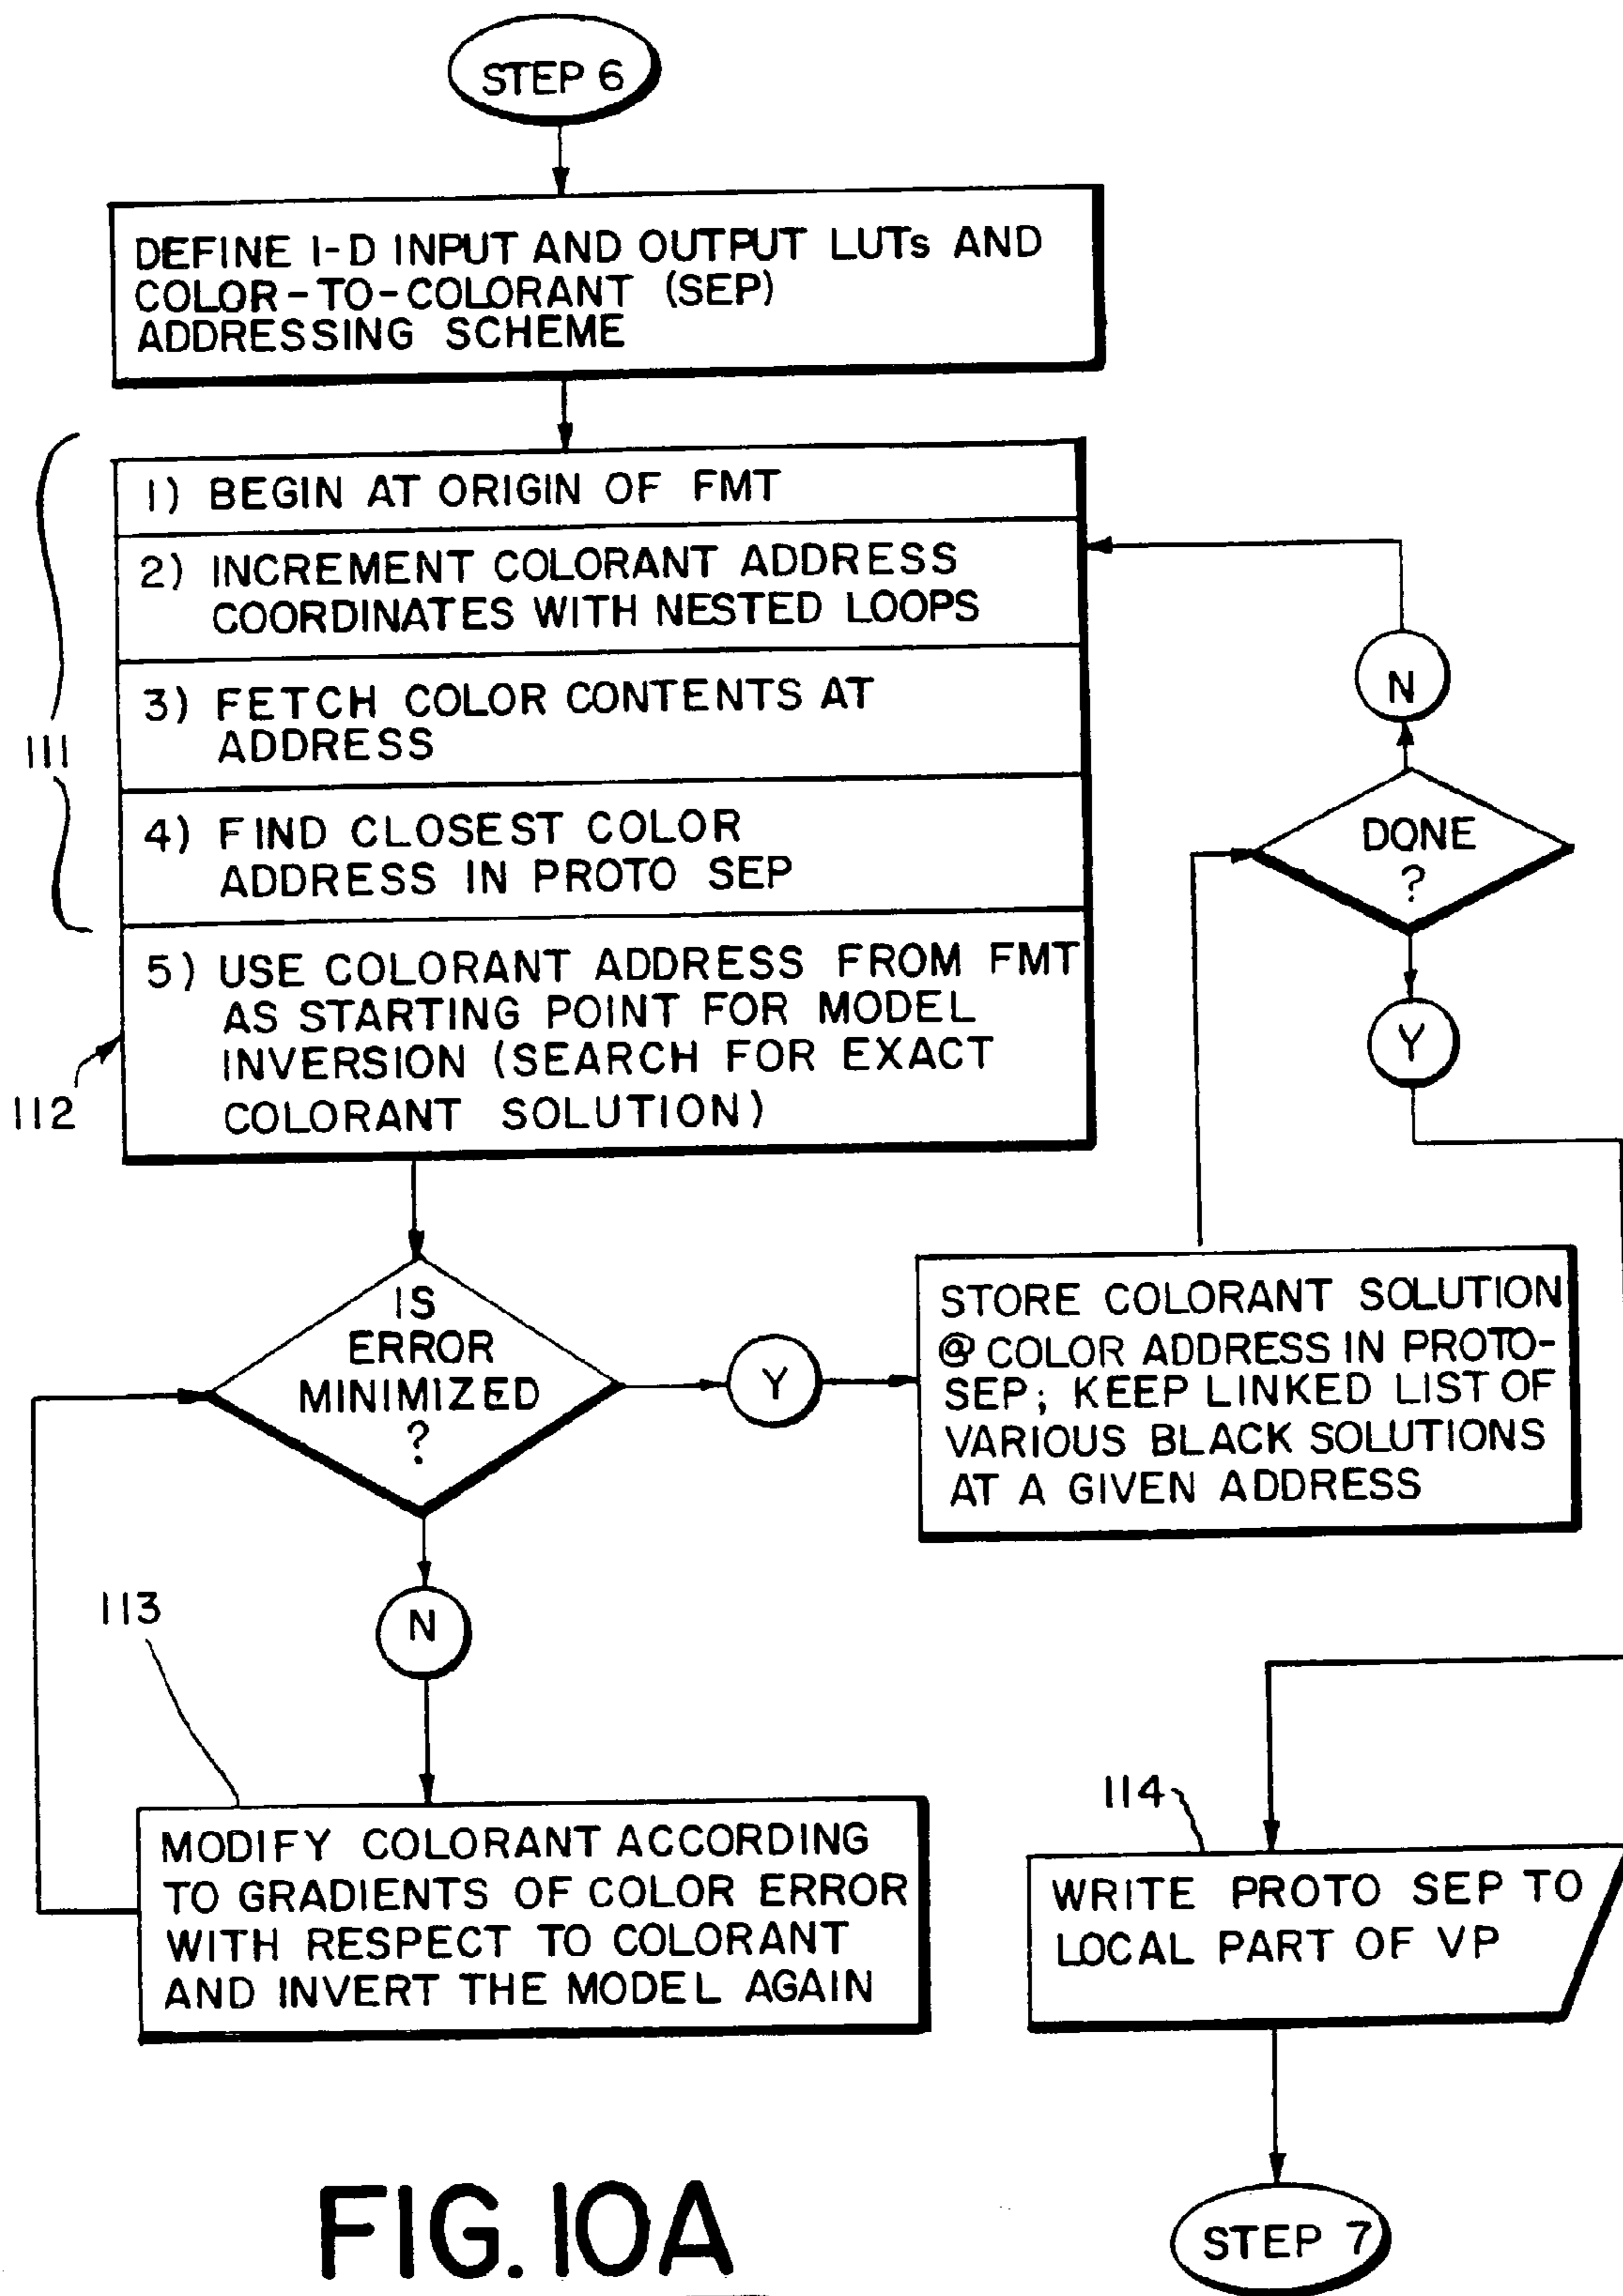 STEP 6
DEFINE 1-D INPUT AND OUTPUT LUTs AND
COLOR-TO-COLORANT (SEP)
ADDRESSING SCHEME
1) BEGIN AT ORIGIN OF FMT
2) INCREMENT COLORANT ADDRESS
COORDINATES WITH NESTED LOOPS
3) FETCH COLOR CONTENTS AT
ADDRESS
4) FIND CLOSEST COLOR
ADDRESS IN PROTO SEP
5) USE COLORANT ADDRESS FROM FMT
AS STARTING POINT FOR MODEL
INVERSION (SEARCH FOR EXACT
COLORANT SOLUTION)
111
112
N
DONE
?
Y
IS
ERROR
MINIMIZED
?
Y
STORE COLORANT SOLUTION
@ COLOR ADDRESS IN PROTO-
SEP; KEEP LINKED LIST OF
VARIOUS BLACK SOLUTIONS
AT A GIVEN ADDRESS
N
113
MODIFY COLORANT ACCORDING
TO GRADIENTS OF COLOR ERROR
WITH RESPECT TO COLORANT
AND INVERT THE MODEL AGAIN
114
WRITE PROTO SEP TO
LOCAL PART OF VP
STEP 7
FIG. 10A